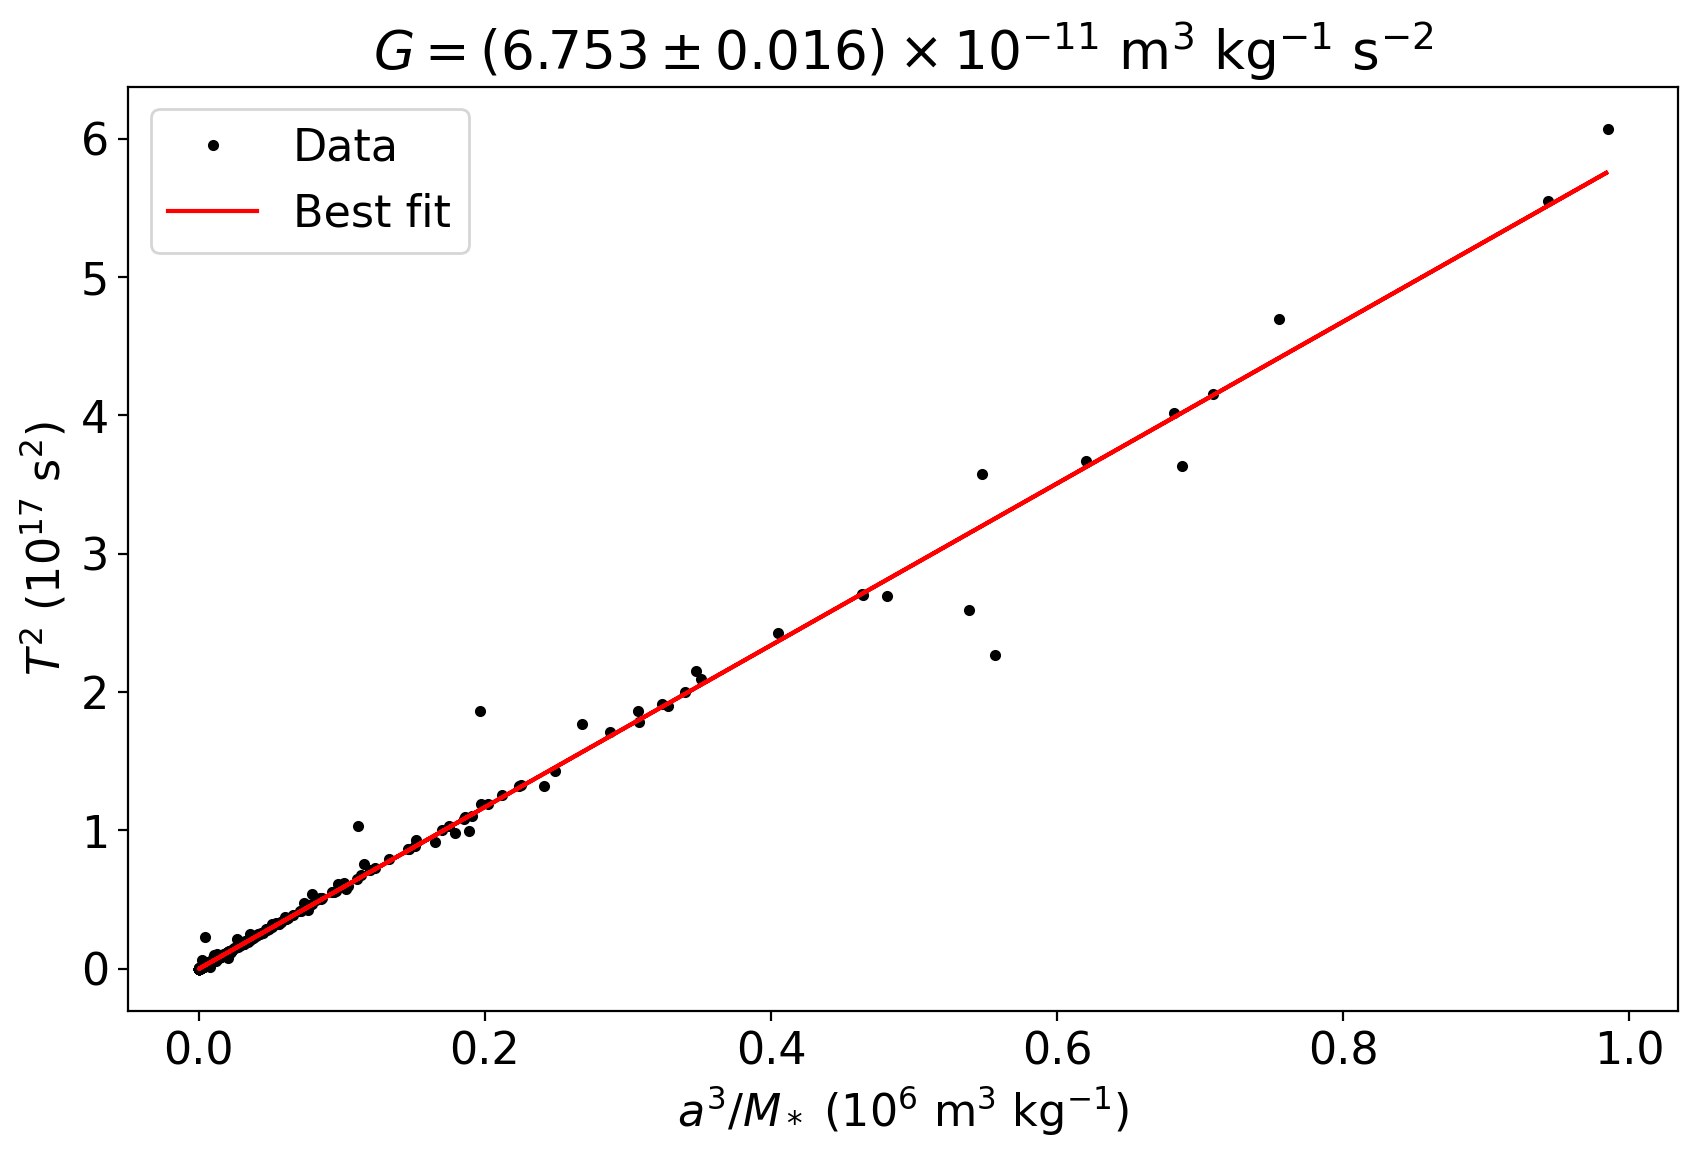 G = (6.753 ± 0.016) × 10⁻¹¹ m³ kg⁻¹ s⁻²
Data
Best fit
6
5
4
3
2
1
0
T² (10¹⁷ s²)
0.0 0.2 0.4 0.6 0.8 1.0
a³/M* (10⁶ m³ kg⁻¹)